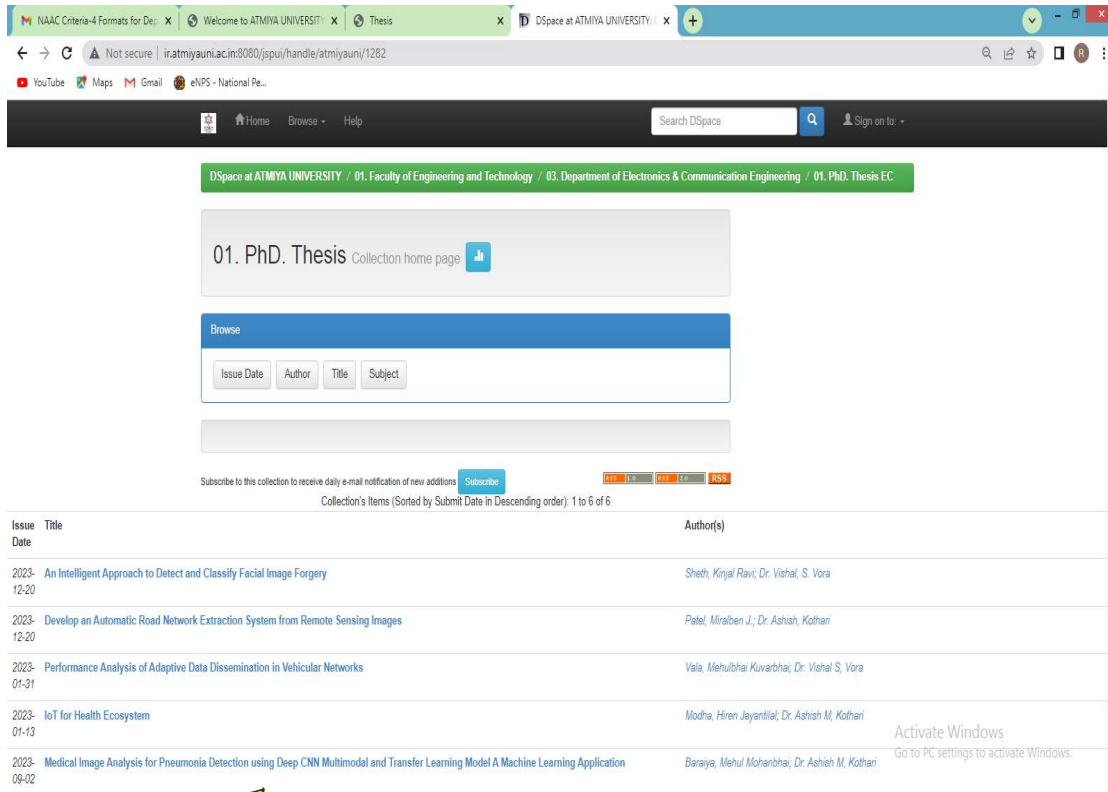 NAAC Criteria-4 Formats for Dep
Welcome to ATMIYA UNIVERSITY
Thesis
DSpace at ATMIYA UNIVERSITY:
Not secure | ir.atmiyauni.ac.in:8080/jspui/handle/atmiyauni/1282
YouTube Maps Gmail eNPS - National Pe...
Home Browse Help Search DSpace Sign on to:
DSpace at ATMIYA UNIVERSITY / 01. Faculty of Engineering and Technology / 03. Department of Electronics & Communication Engineering / 01. PhD. Thesis EC
01. PhD. Thesis Collection home page
Browse
Issue Date Author Title Subject
Subscribe to this collection to receive daily e-mail notification of new additions Subscribe RSS 1.0 RSS 2.0 RSS
Collection's Items (Sorted by Submit Date in Descending order): 1 to 6 of 6
Issue Date Title Author(s)
2023-12-20 An Intelligent Approach to Detect and Classify Facial Image Forgery Sheth, Kinjal Ravi; Dr. Vishal, S. Vora
2023-12-20 Develop an Automatic Road Network Extraction System from Remote Sensing Images Patel, Miralben J.; Dr. Ashish, Kothari
2023-01-31 Performance Analysis of Adaptive Data Dissemination in Vehicular Networks Vala, Mehulbhai Kuvarbhai; Dr. Vishal S, Vora
2023-01-13 IoT for Health Ecosystem Modha, Hiren Jayantilal; Dr. Ashish M, Kothari
2023-09-02 Medical Image Analysis for Pneumonia Detection using Deep CNN Multimodal and Transfer Learning Model A Machine Learning Application Baraiya, Mehul Mohanbhai; Dr. Ashish M, Kothari
Activate Windows
Go to PC settings to activate Windows.